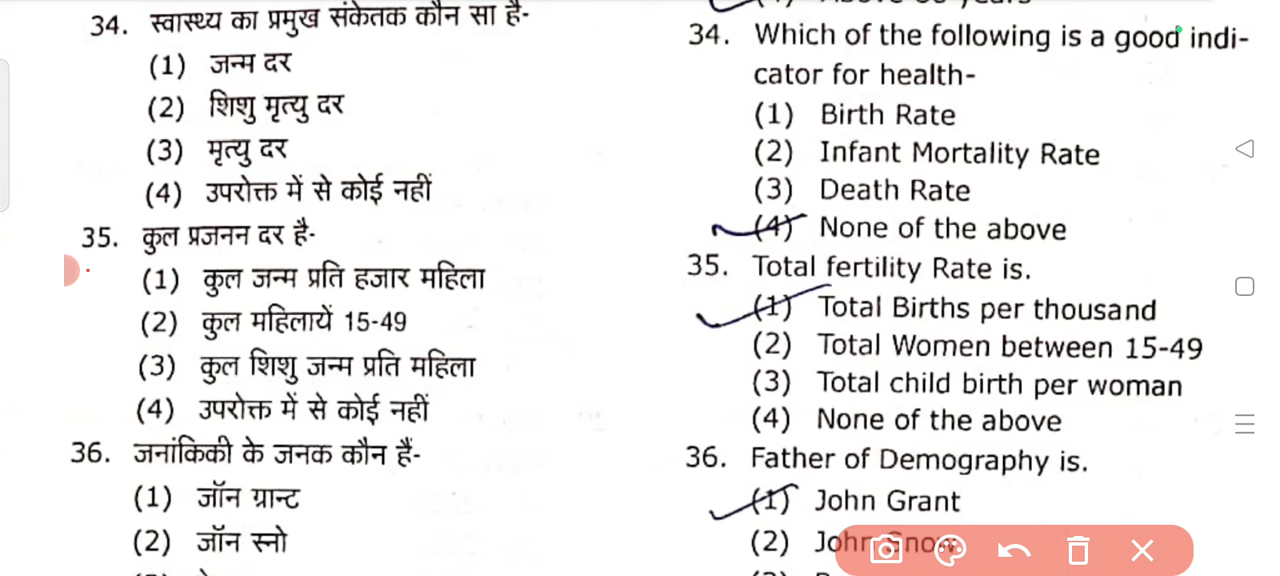 34. स्वास्थ्य का प्रमुख संकेतक कौन सा है-
(1) जन्म दर
(2) शिशु मृत्यु दर
(3) मृत्यु दर
(4) उपरोक्त में से कोई नहीं
35. कुल प्रजनन दर है-
(1) कुल जन्म प्रति हजार महिला
(2) कुल महिलायें 15-49
(3) कुल शिशु जन्म प्रति महिला
(4) उपरोक्त में से कोई नहीं
36. जनांकिकी के जनक कौन हैं-
(1) जॉन ग्रान्ट
(2) जॉन स्नो
34. Which of the following is a good indi-
cator for health-
(1) Birth Rate
(2) Infant Mortality Rate
(3) Death Rate
(4) None of the above
35. Total fertility Rate is.
(1) Total Births per thousand
(2) Total Women between 15-49
(3) Total child birth per woman
(4) None of the above
36. Father of Demography is.
(1) John Grant
(2) John Snow